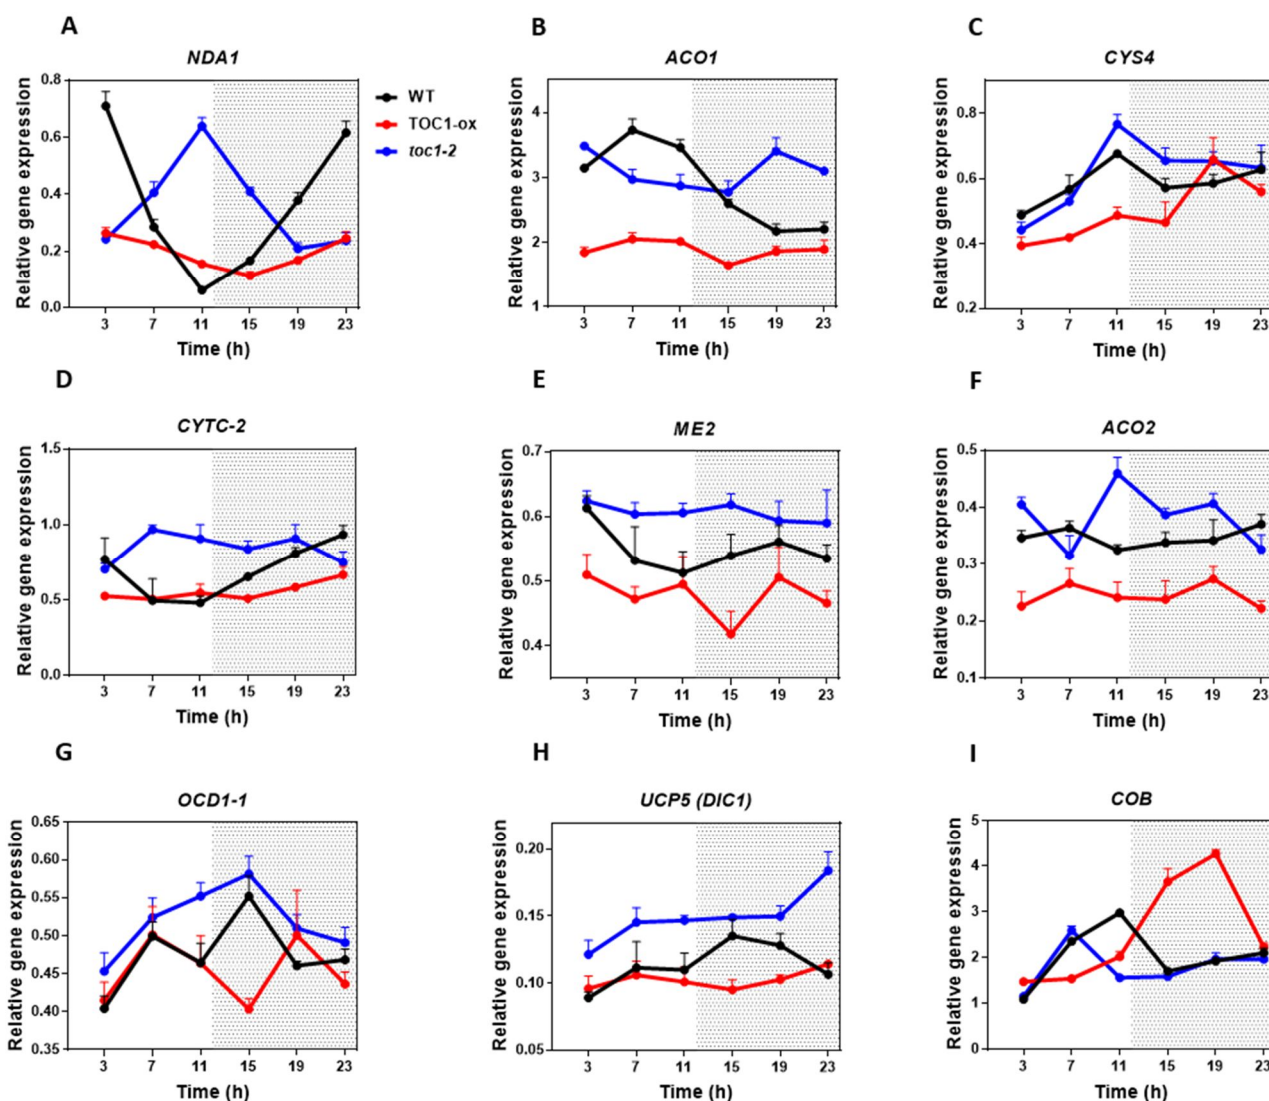 A
NDA1
Relative gene expression
0.8
0.6
0.4
0.2
0.0
3 7 11 15 19 23
Time (h)
WT
TOC1-ox
toc1-2
B
ACO1
Relative gene expression
4
3
2
1
3 7 11 15 19 23
Time (h)
C
CYS4
Relative gene expression
0.8
0.6
0.4
0.2
3 7 11 15 19 23
Time (h)
D
CYTC-2
Relative gene expression
1.5
1.0
0.5
0.0
3 7 11 15 19 23
Time (h)
E
ME2
Relative gene expression
0.7
0.6
0.5
0.4
3 7 11 15 19 23
Time (h)
F
ACO2
Relative gene expression
0.5
0.4
0.3
0.2
0.1
3 7 11 15 19 23
Time (h)
G
OCD1-1
Relative gene expression
0.65
0.60
0.55
0.50
0.45
0.40
0.35
3 7 11 15 19 23
Time (h)
H
UCP5 (DIC1)
Relative gene expression
0.20
0.15
0.10
0.05
3 7 11 15 19 23
Time (h)
I
COB
Relative gene expression
5
4
3
2
1
0
3 7 11 15 19 23
Time (h)